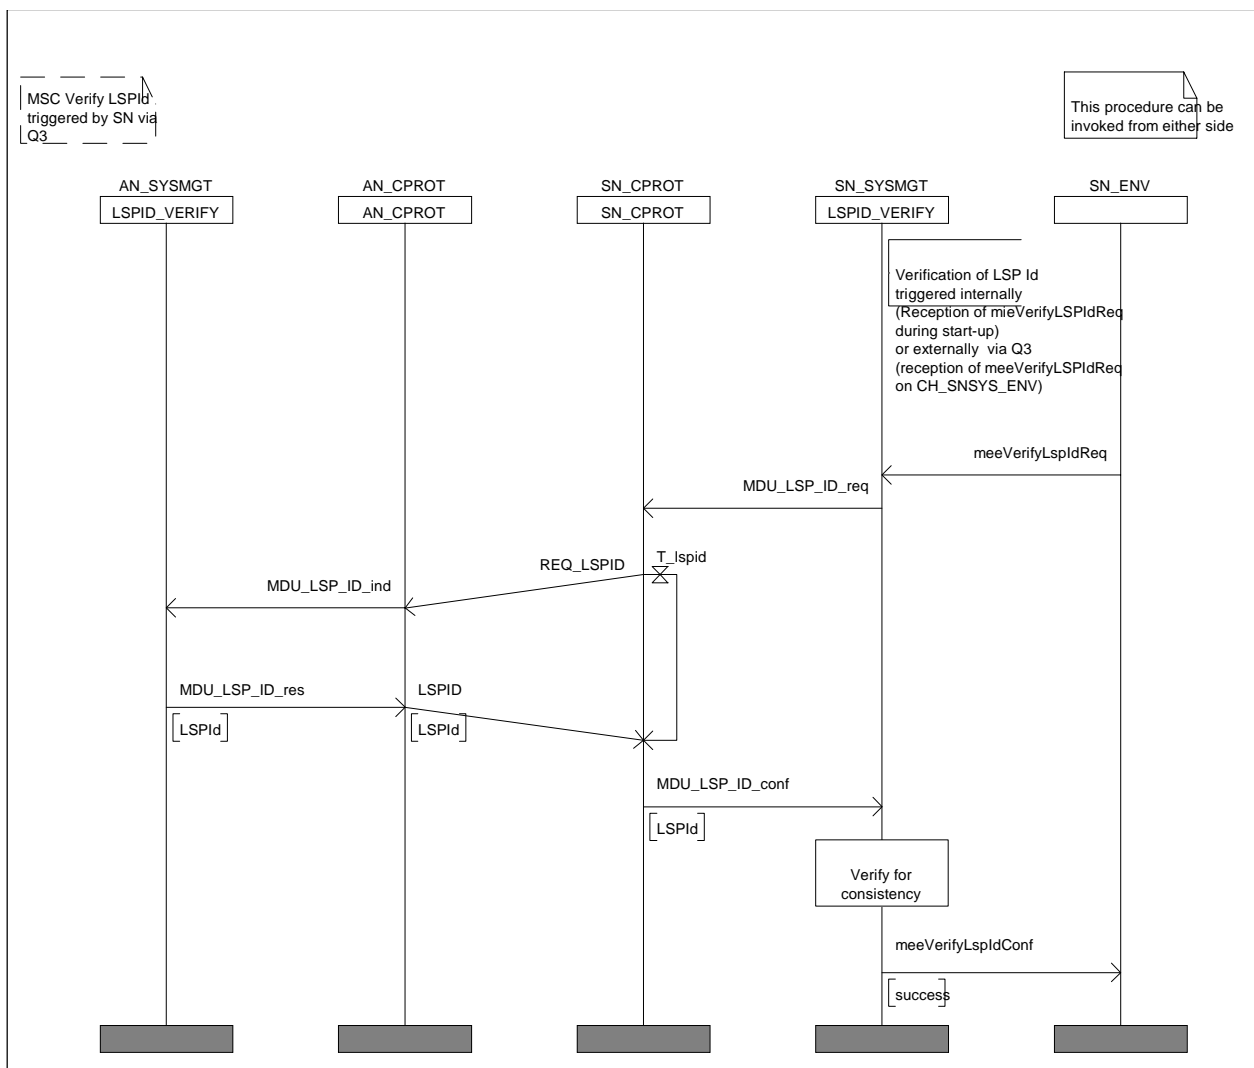 MSC Verify LSPId
triggered by SN via
Q3
This procedure can be
invoked from either side
AN_SYSMGT
AN_CPROT
SN_CPROT
SN_SYSMGT
SN_ENV
LSPID_VERIFY
AN_CPROT
SN_CPROT
LSPID_VERIFY
Verification of LSP Id
triggered internally
(Reception of mieVerifyLSPIdReq
during start-up)
or externally via Q3
(reception of meeVerifyLSPIdReq
on CH_SNSYS_ENV)
meeVerifyLspIdReq
MDU_LSP_ID_req
T_lspid
REQ_LSPID
MDU_LSP_ID_ind
MDU_LSP_ID_res
LSPID
LSPId
LSPId
MDU_LSP_ID_conf
LSPId
Verify for
consistency
meeVerifyLspIdConf
success